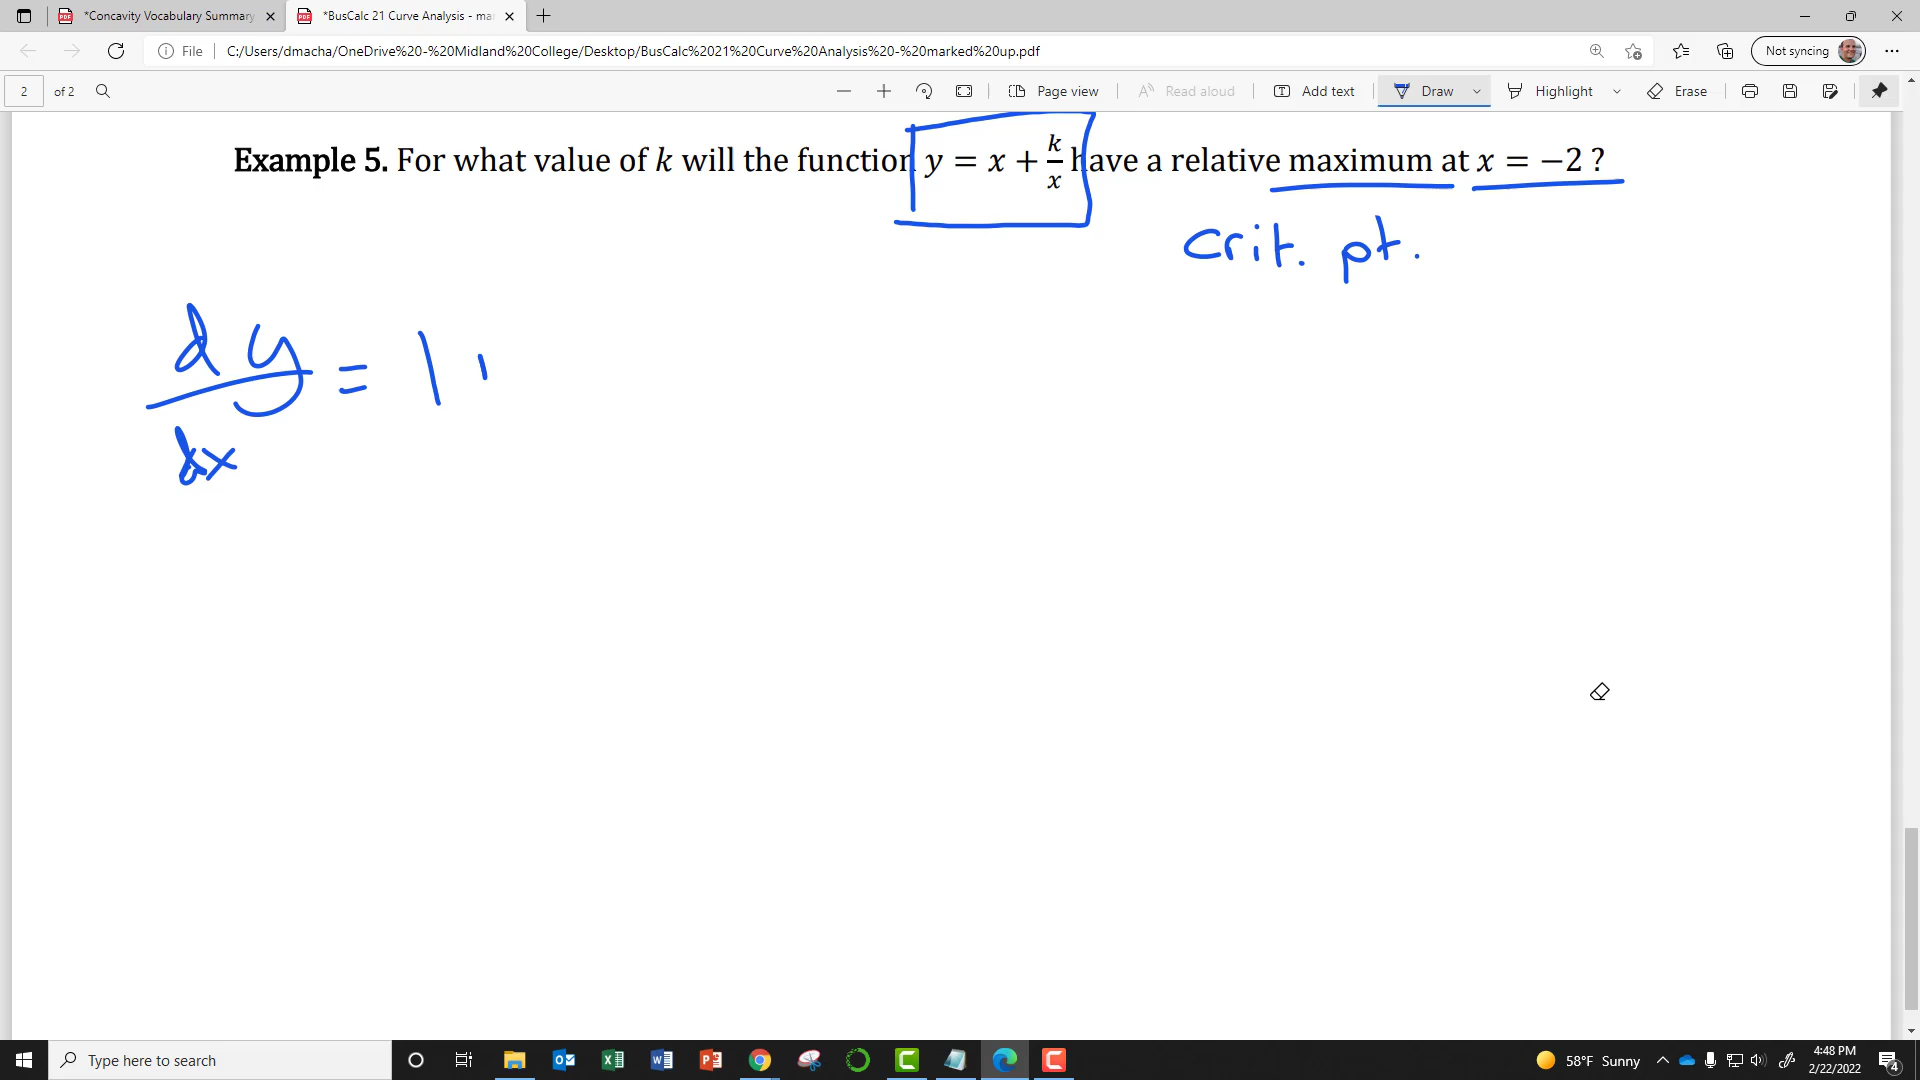 *Concavity Vocabulary Summary
*BusCalc 21 Curve Analysis - ma
File C:/Users/dmacha/OneDrive%20-%20Midland%20College/Desktop/BusCalc%2021%20Curve%20Analysis%20-%20marked%20up.pdf
Not syncing
2 of 2
Page view
Read aloud
Add text
Draw
Highlight
Erase
Example 5. For what value of k will the function y = x + k/x have a relative maximum at x = −2 ?
Crit. pt.
dy/dx = 1
Type here to search
58°F Sunny
4:48 PM
2/22/2022
4